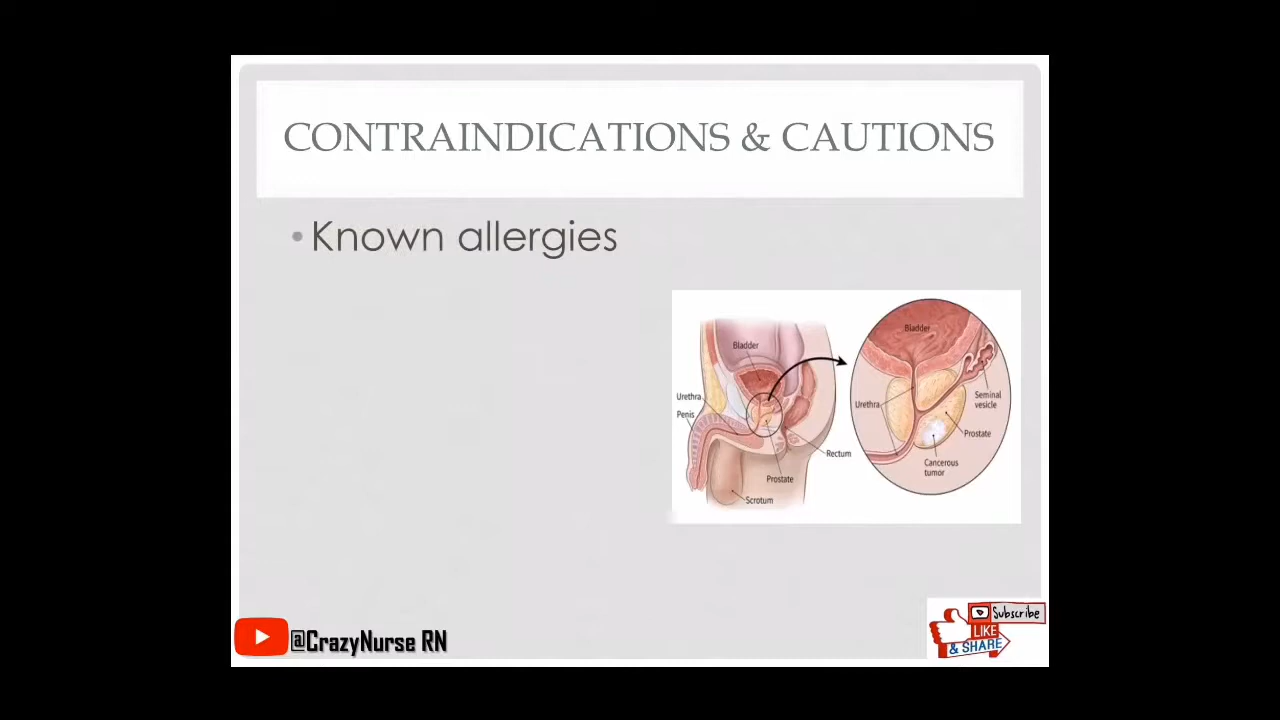 CONTRAINDICATIONS & CAUTIONS
• Known allergies
Bladder
Urethra
Penis
Rectum
Prostate
Scrotum
Bladder
Urethra
Seminal
vesicle
Prostate
Cancerous
tumor
@CrazyNurse RN
Subscribe
LIKE
& SHARE